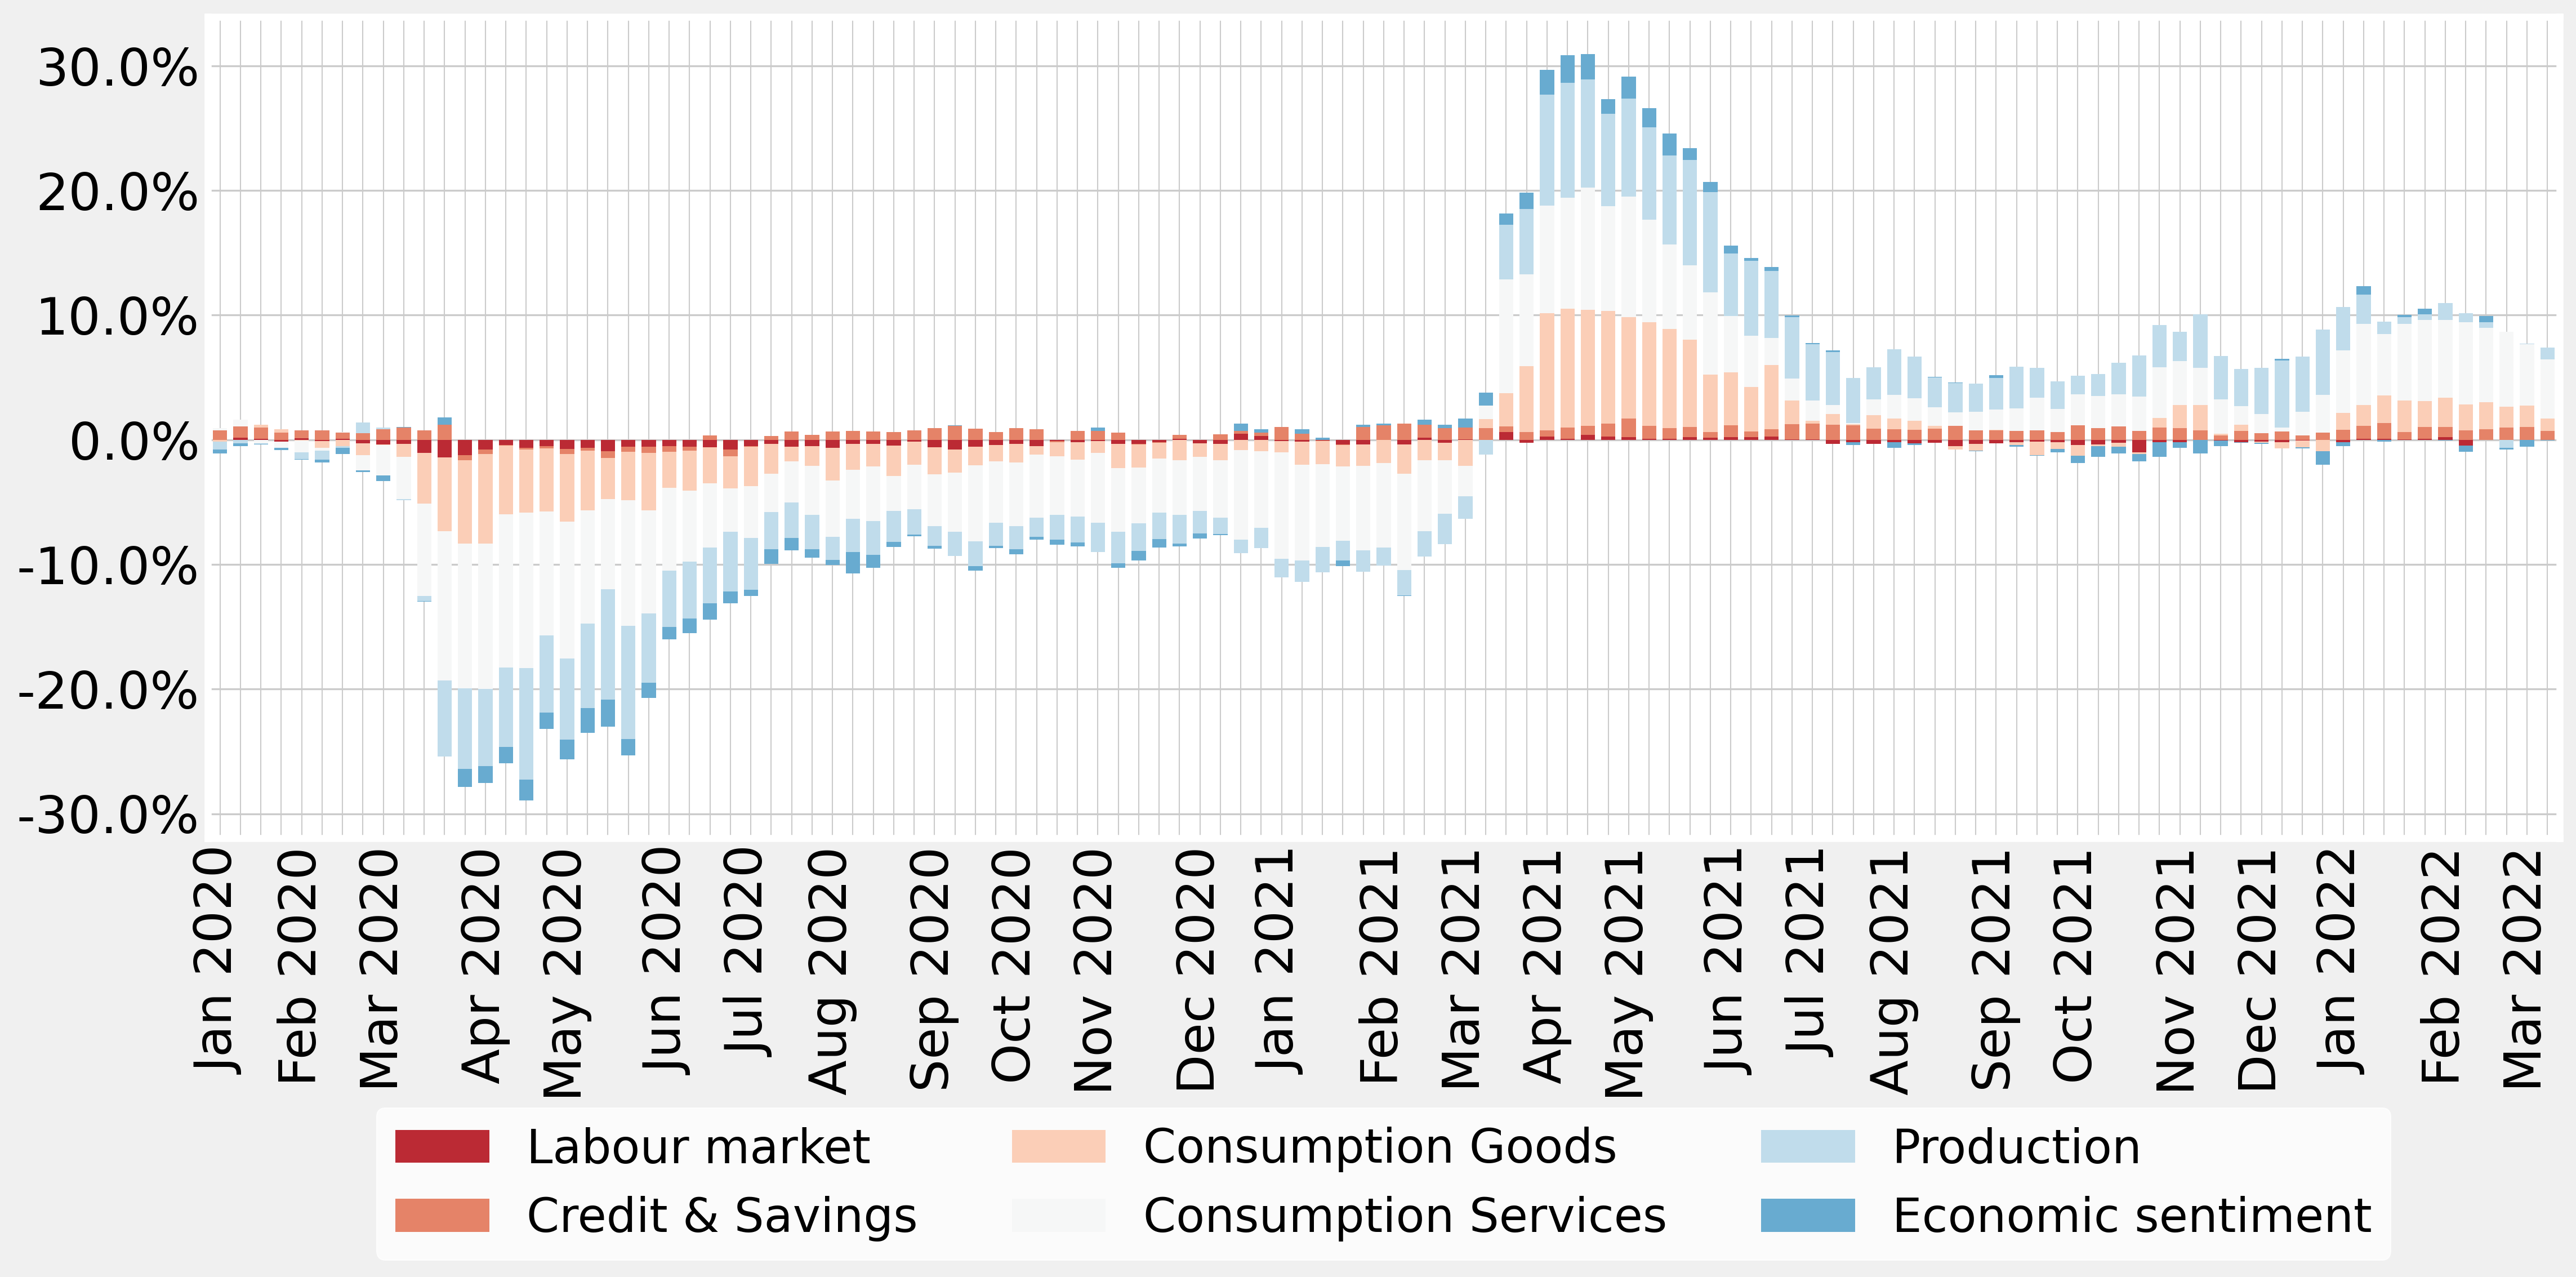 30.0%
20.0%
10.0%
0.0%
-10.0%
-20.0%
-30.0%
Jan 2020
Feb 2020
Mar 2020
Apr 2020
May 2020
Jun 2020
Jul 2020
Aug 2020
Sep 2020
Oct 2020
Nov 2020
Dec 2020
Jan 2021
Feb 2021
Mar 2021
Apr 2021
May 2021
Jun 2021
Jul 2021
Aug 2021
Sep 2021
Oct 2021
Nov 2021
Dec 2021
Jan 2022
Feb 2022
Mar 2022
Labour market
Credit & Savings
Consumption Goods
Consumption Services
Production
Economic sentiment